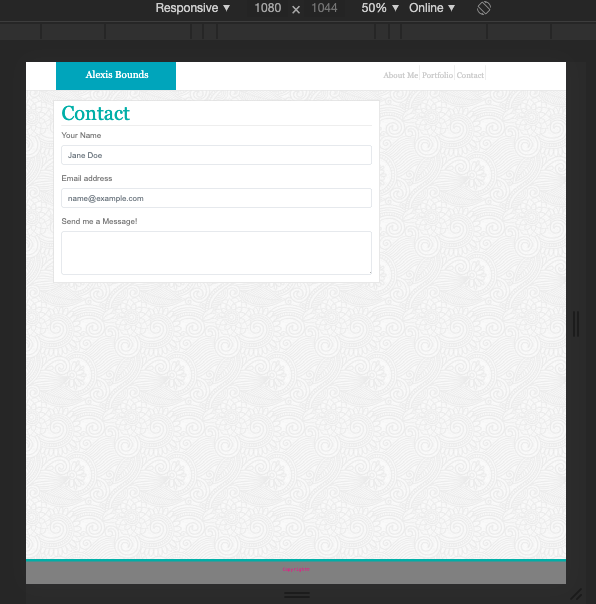 Responsive ▼ 1080 × 1044 50% ▼ Online ▼
Alexis Bounds
About Me Portfolio Contact
Contact
Your Name
Jane Doe
Email address
name@example.com
Send me a Message!